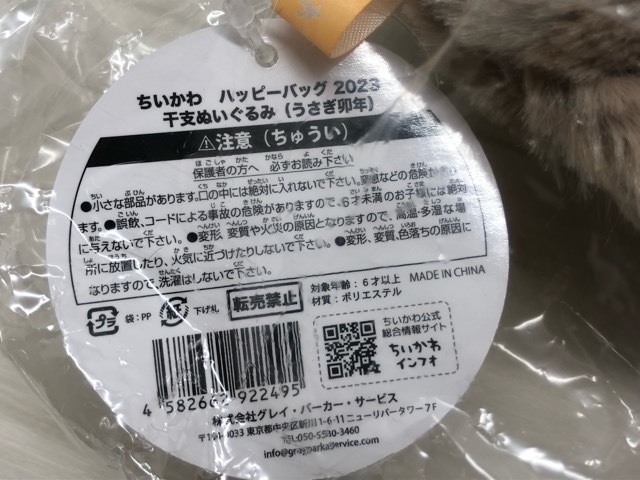 ちいかわ ハッピーバッグ 2023
干支ぬいぐるみ（うさぎ卯年）
注意（ちゅうい）
保護者の方へ 必ずお読み下さい
●小さな部品があります。口の中には絶対に入れないで下さい。窒息などの危険があり
ます。●誤飲、コードによる事故の危険がありますので、6才未満のお子様には絶対
に与えないで下さい。●変形、変質や火災の原因となりますので、高温・多湿な場
所に放置したり、火気に近づけたりしないで下さい。●変形、変質、色落ちの原因に
なりますので、洗濯はしないで下さい。
対象年齢：6才以上 MADE IN CHINA
材質：ポリエステル
プラ 袋：PP 紙 下げ札
転売禁止
ちいかわ公式
総合情報サイト
ちいかわ
インフォ
4 582662 922495
株式会社グレイ・パーカー・サービス
〒104-0033 東京都中央区新川1-6-11 ニューリバータワー7F
TEL:050-5540-3460
info@grayparkaservice.com